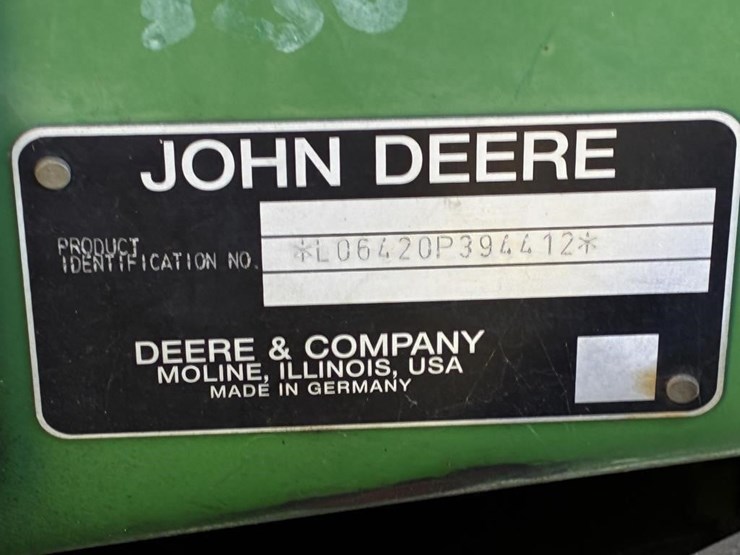 JOHN DEERE
PRODUCT
IDENTIFICATION NO. *L06420P394412*
DEERE & COMPANY
MOLINE, ILLINOIS, USA
MADE IN GERMANY